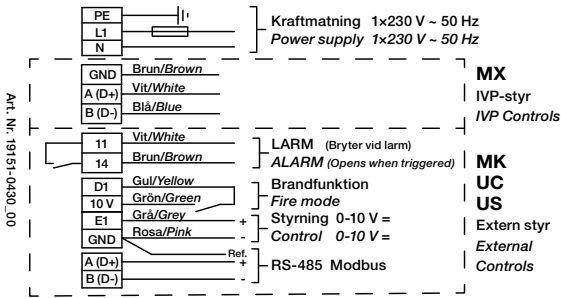 PE
L1
N
Kraftmatning 1×230 V ~ 50 Hz
Power supply 1×230 V ~ 50 Hz
GND Brun/Brown
A (D+) Vit/White
B (D-) Blå/Blue
MX
IVP-styr
IVP Controls
11 Vit/White
14 Brun/Brown
LARM (Bryter vid larm)
ALARM (Opens when triggered)
D1 Gul/Yellow
10 V Grön/Green
Brandfunktion
Fire mode
E1 Grå/Grey +
GND Rosa/Pink -
Styrning 0-10 V =
Control 0-10 V =
Ref.
A (D+) +
B (D-) -
RS-485 Modbus
MK
UC
US
Extern styr
External
Controls
Art. Nr. 19151-0430_00